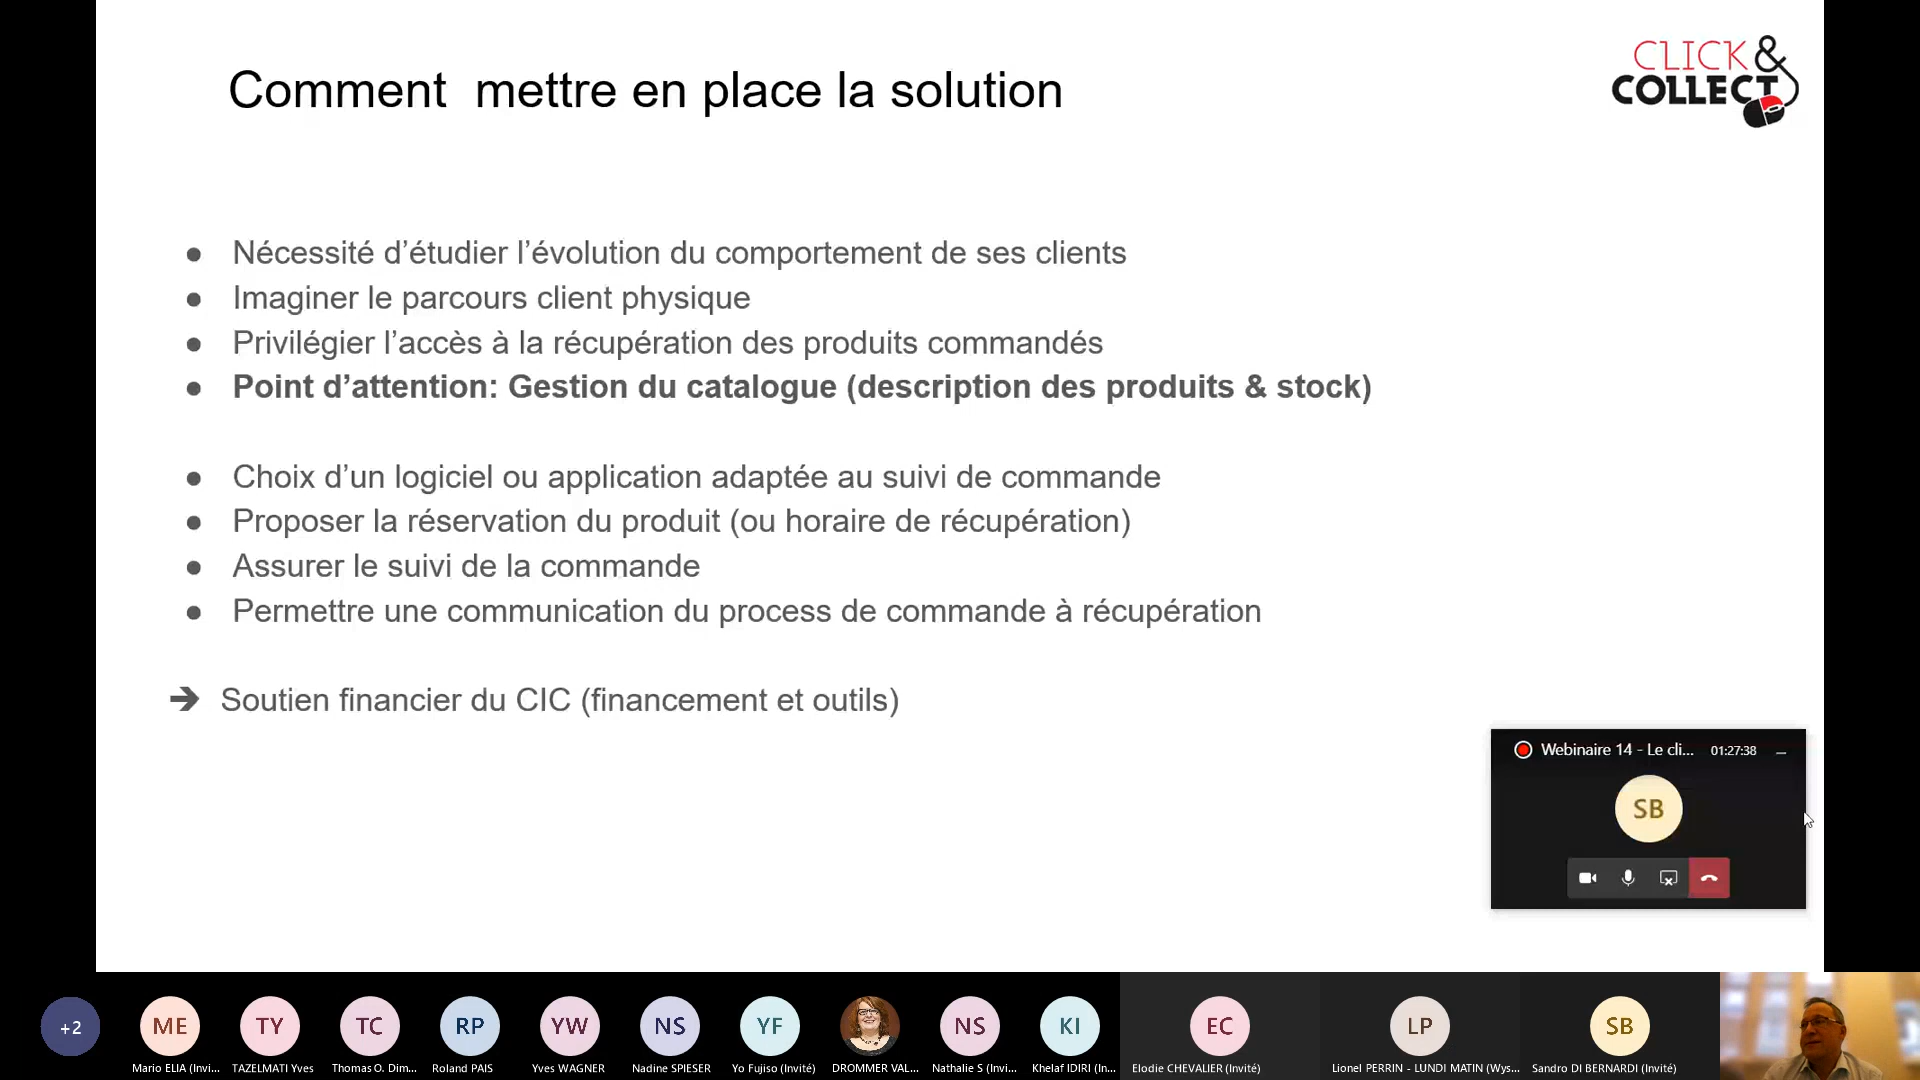 Comment  mettre en place la solution
CLICK&
COLLECT
● Nécessité d’étudier l’évolution du comportement de ses clients
● Imaginer le parcours client physique
● Privilégier l’accès à la récupération des produits commandés
● Point d’attention: Gestion du catalogue (description des produits & stock)
● Choix d’un logiciel ou application adaptée au suivi de commande
● Proposer la réservation du produit (ou horaire de récupération)
● Assurer le suivi de la commande
● Permettre une communication du process de commande à récupération
➔ Soutien financier du CIC (financement et outils)
Webinaire 14 - Le cli... 01:27:38
SB
+2
ME
TY
TC
RP
YW
NS
YF
NS
KI
EC
LP
SB
Mario ELIA (Invi...
TAZELMATI Yves
Thomas O. Dim...
Roland PAIS
Yves WAGNER
Nadine SPIESER
Yo Fujiso (Invité)
DROMMER VAL...
Nathalie S (Invi...
Khelaf IDIRI (In...
Elodie CHEVALIER (Invité)
Lionel PERRIN - LUNDI MATIN (Wys...
Sandro DI BERNARDI (Invité)